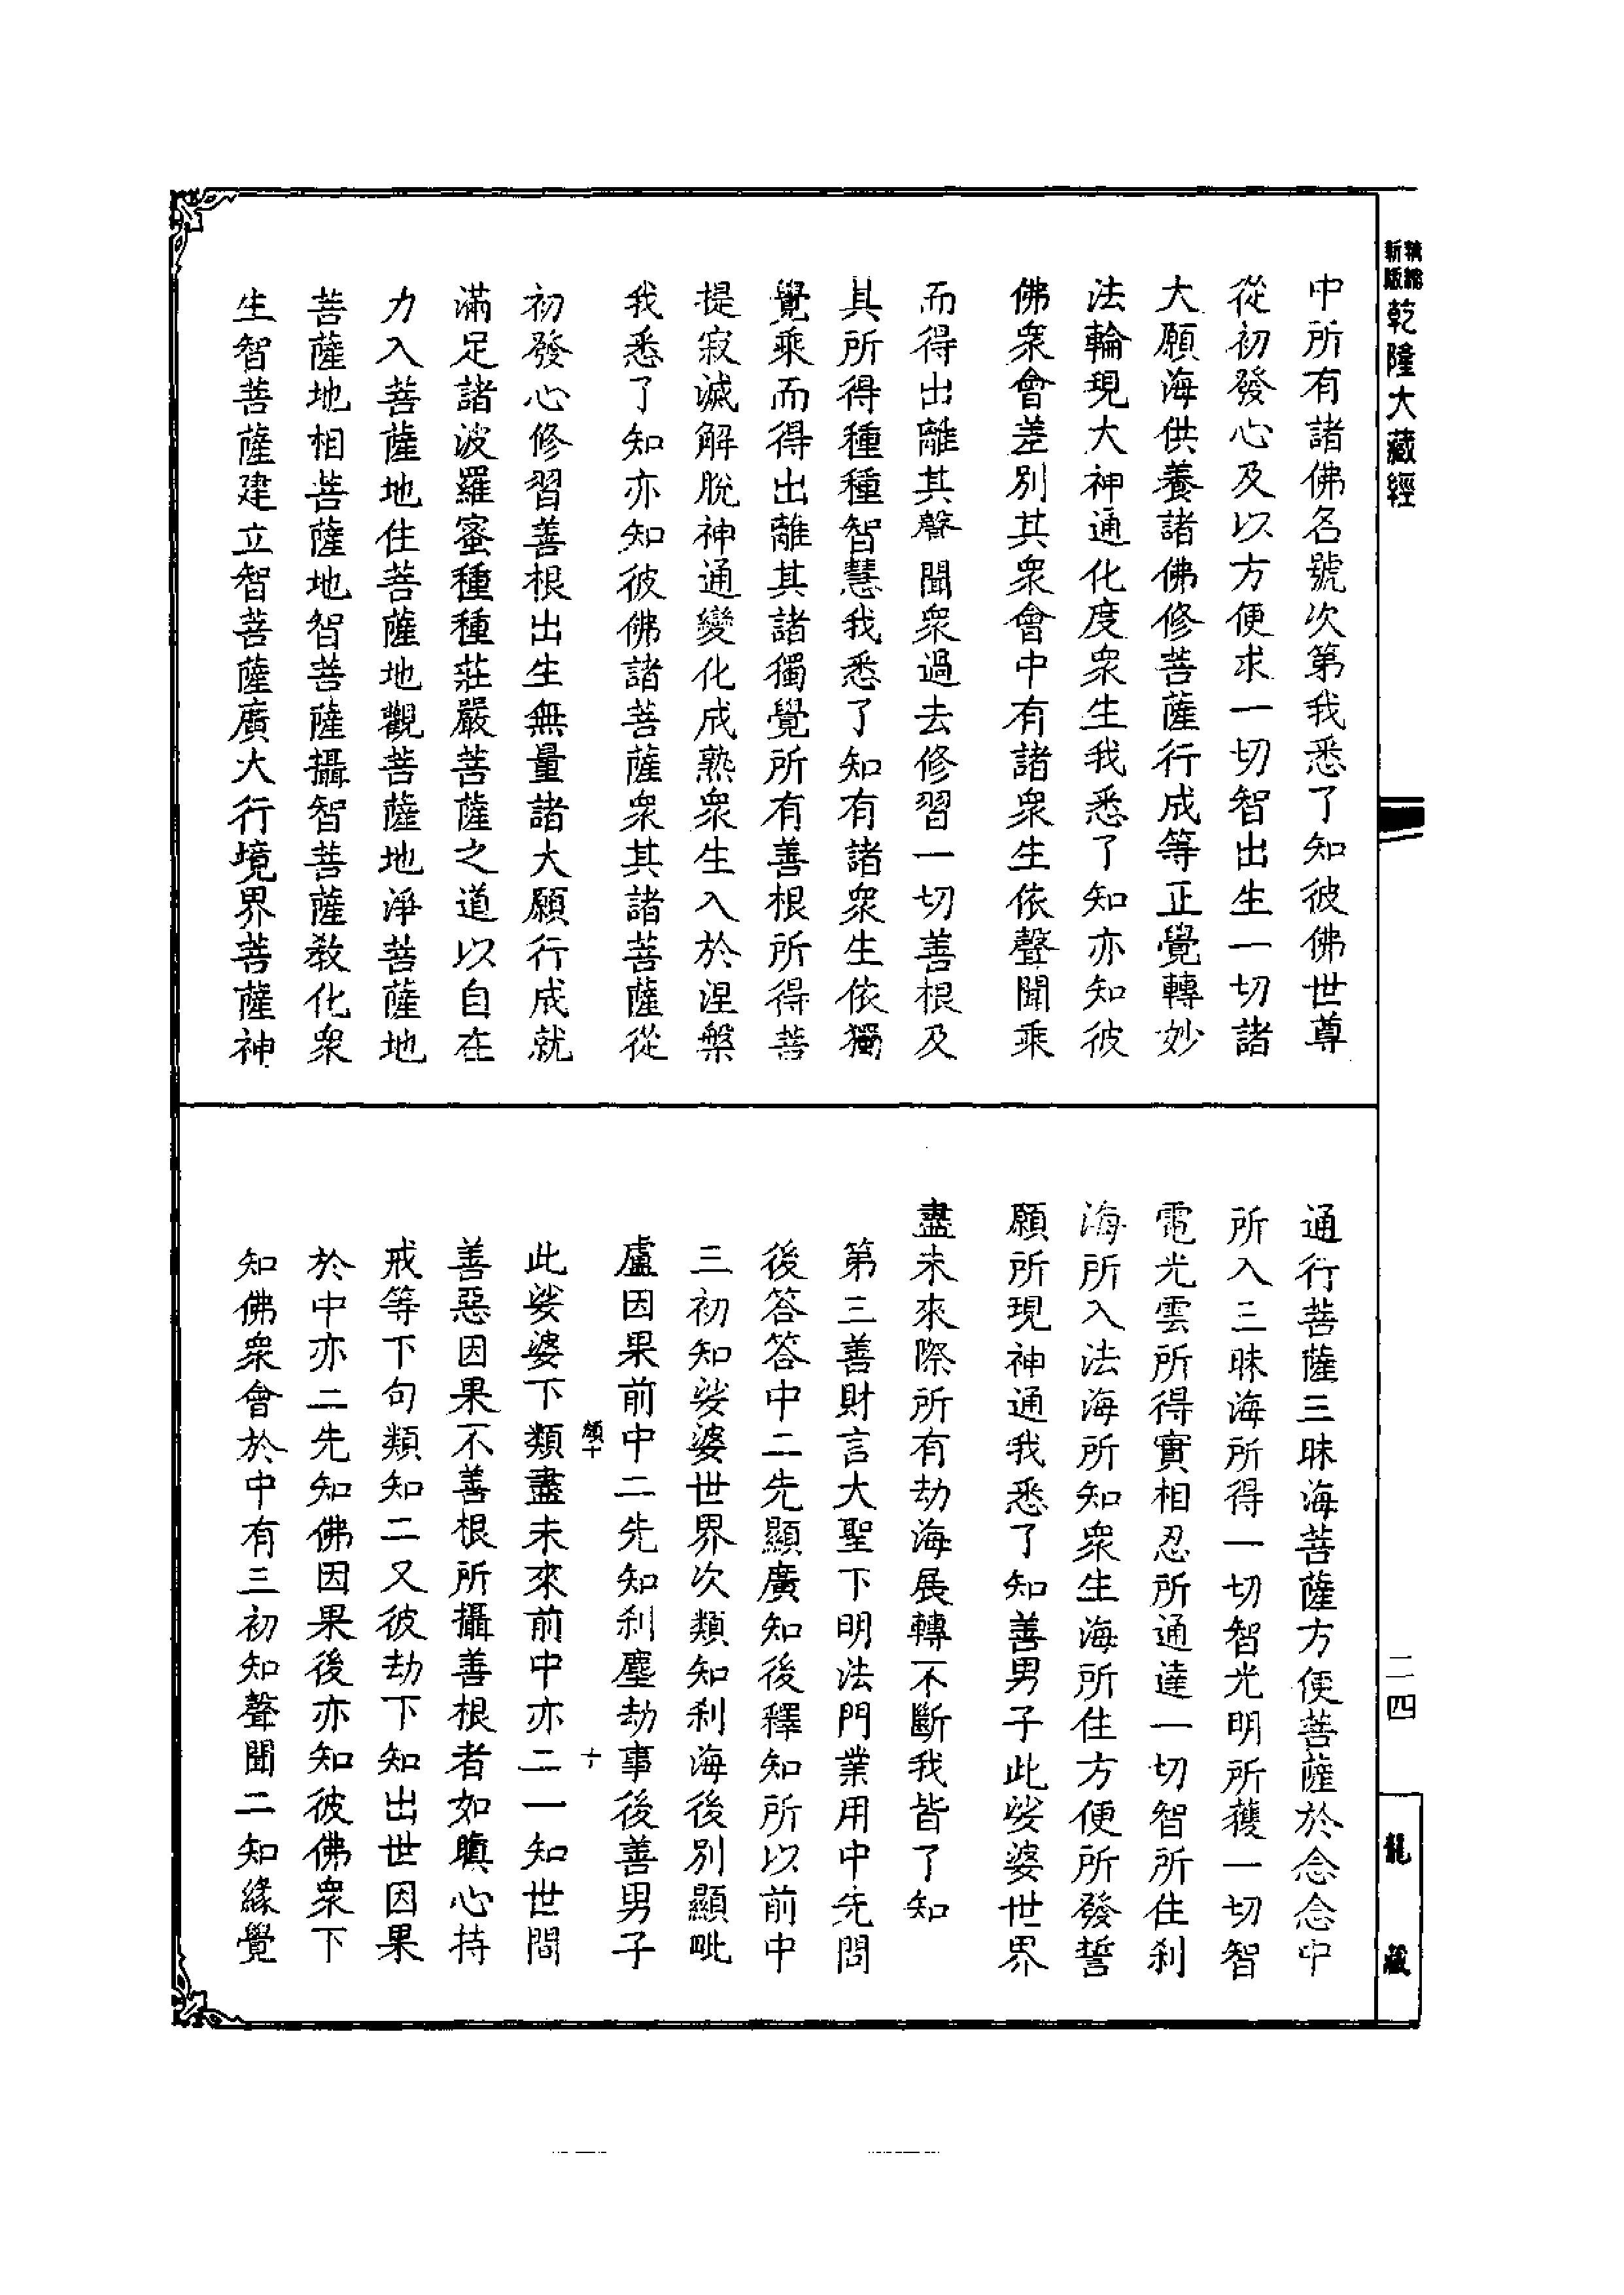 新版精縮乾隆大藏經
中所有諸佛名號次第我悉了知彼佛世尊
從初發心及以方便求一切智出生一切諸
大願海供養諸佛修菩薩行成等正覺轉妙
法輪現大神通化度衆生我悉了知亦知彼
佛衆會差別其衆會中有諸衆生依聲聞乘
而得出離其聲聞衆過去修習一切善根及
其所得種種智慧我悉了知有諸衆生依獨
覺乘而得出離其諸獨覺所有善根所得菩
提寂滅解脫神通變化成熟衆生入於涅槃
我悉了知亦知彼佛諸菩薩衆其諸菩薩從
初發心修習善根出生無量諸大願行成就
滿足諸波羅蜜種種莊嚴菩薩之道以自在
力入菩薩地住菩薩地觀菩薩地淨菩薩地
菩薩地相菩薩地智菩薩攝智菩薩教化衆
生智菩薩建立智菩薩廣大行境界菩薩神
通行菩薩三昧海菩薩方便菩薩於念念中
所入三昧海所得一切智光明所獲一切智
電光雲所得實相忍所通達一切智所住刹
海所入法海所知衆生海所住方便所發誓
願所現神通我悉了知善男子此娑婆世界
盡未來際所有劫海展轉不斷我皆了知
第三善財言大聖下明法門業用中先問
後答答中二先顯廣知後釋知所以前中
三初知娑婆世界次類知刹海後別顯毗
盧因果前中二先知刹塵劫事後善男子
此娑婆下類盡未來前中亦二一知世間
善惡因果不善根所攝善根者如瞋心持
戒等下句類知二又彼劫下知出世因果
於中亦二先知佛因果後亦知彼佛衆下
知佛衆會於中有三初知聲聞二知緣覺
二四
龍藏